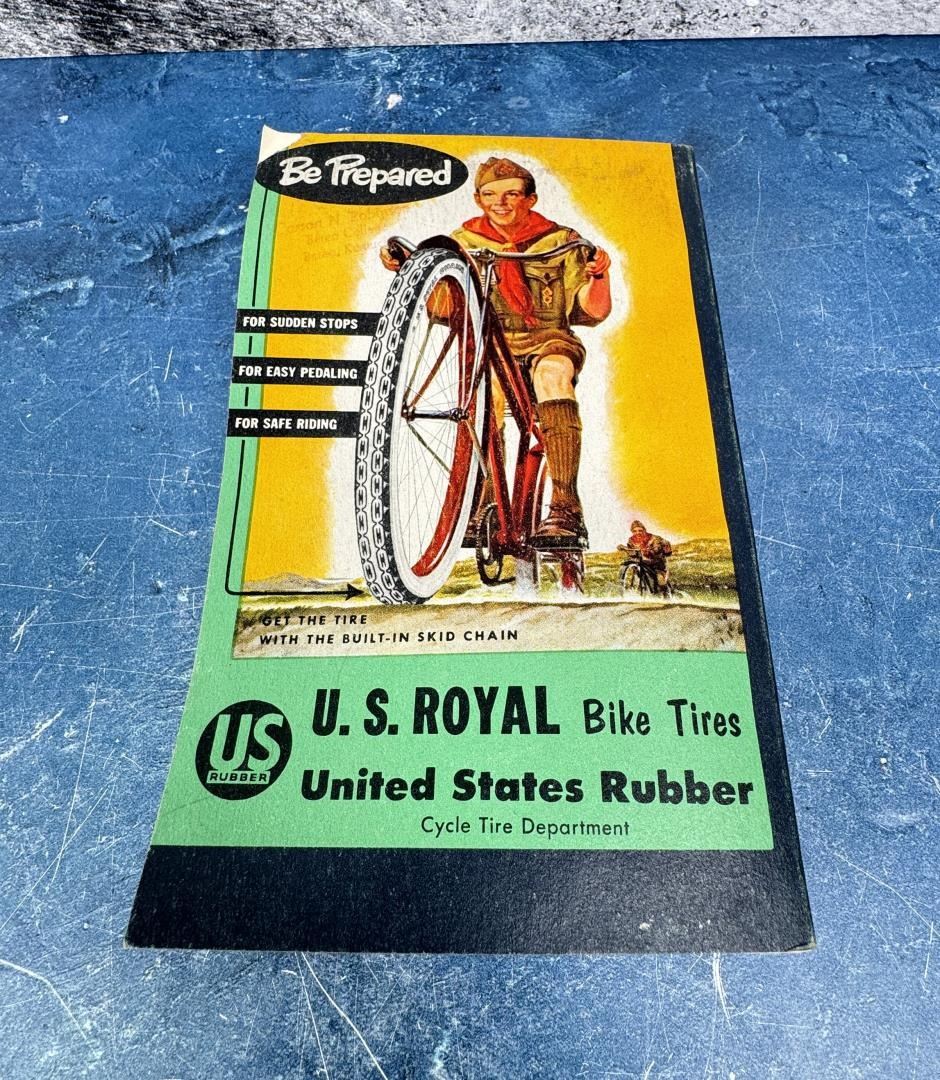 Be Prepared
FOR SUDDEN STOPS
FOR EASY PEDALING
FOR SAFE RIDING
GET THE TIRE
WITH THE BUILT-IN SKID CHAIN
U. S. ROYAL Bike Tires
US
RUBBER
United States Rubber
Cycle Tire Department